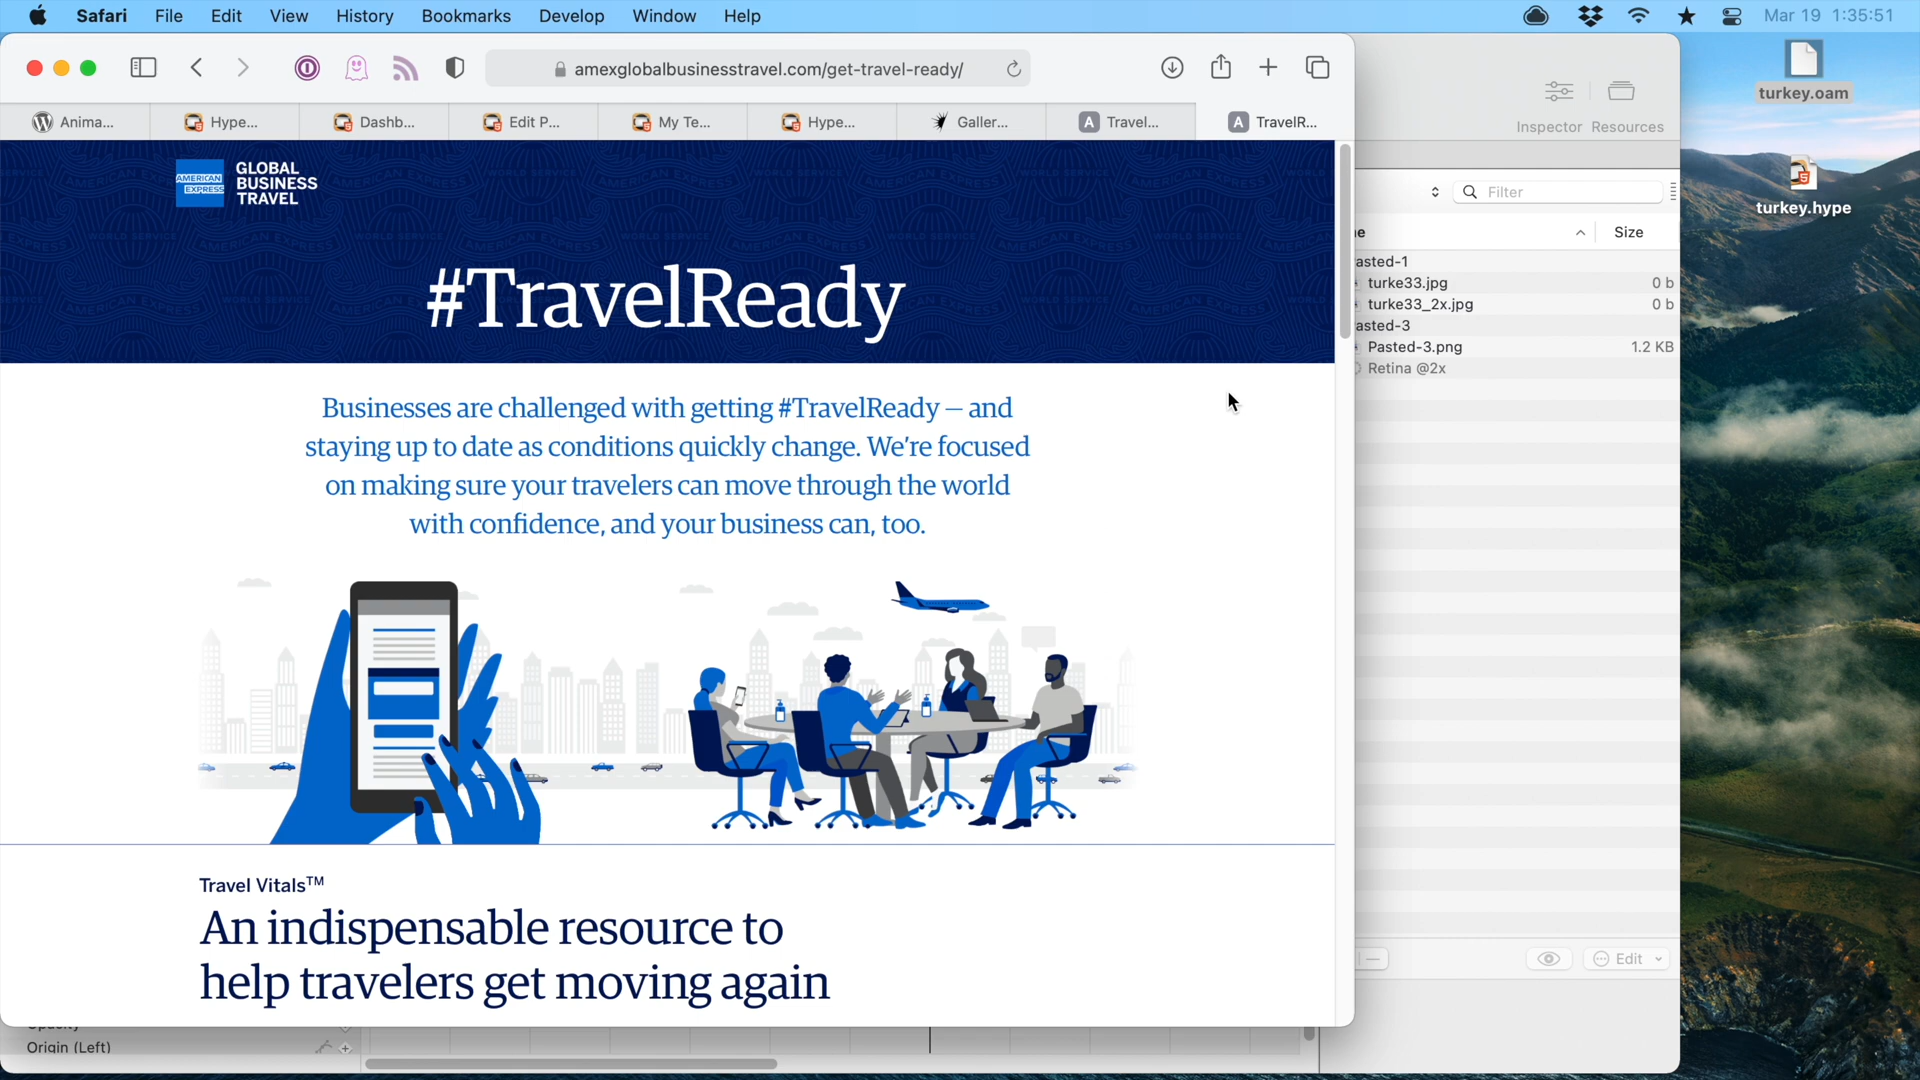 Safari File Edit View History Bookmarks Develop Window Help
Mar 19 1:35:51
amexglobalbusinesstravel.com/get-travel-ready/
Anima...
Hype...
Dashb...
Edit P...
My Te...
Hype...
Galler...
Travel...
TravelR...
AMERICAN EXPRESS
GLOBAL
BUSINESS
TRAVEL
#TravelReady
Businesses are challenged with getting #TravelReady — and
staying up to date as conditions quickly change. We're focused
on making sure your travelers can move through the world
with confidence, and your business can, too.
Travel Vitals™
An indispensable resource to
help travelers get moving again
Inspector Resources
Filter
Size
asted-1
turke33.jpg 0 b
turke33_2x.jpg 0 b
asted-3
Pasted-3.png 1.2 KB
Retina @2x
Edit
Origin (Left)
turkey.oam
turkey.hype